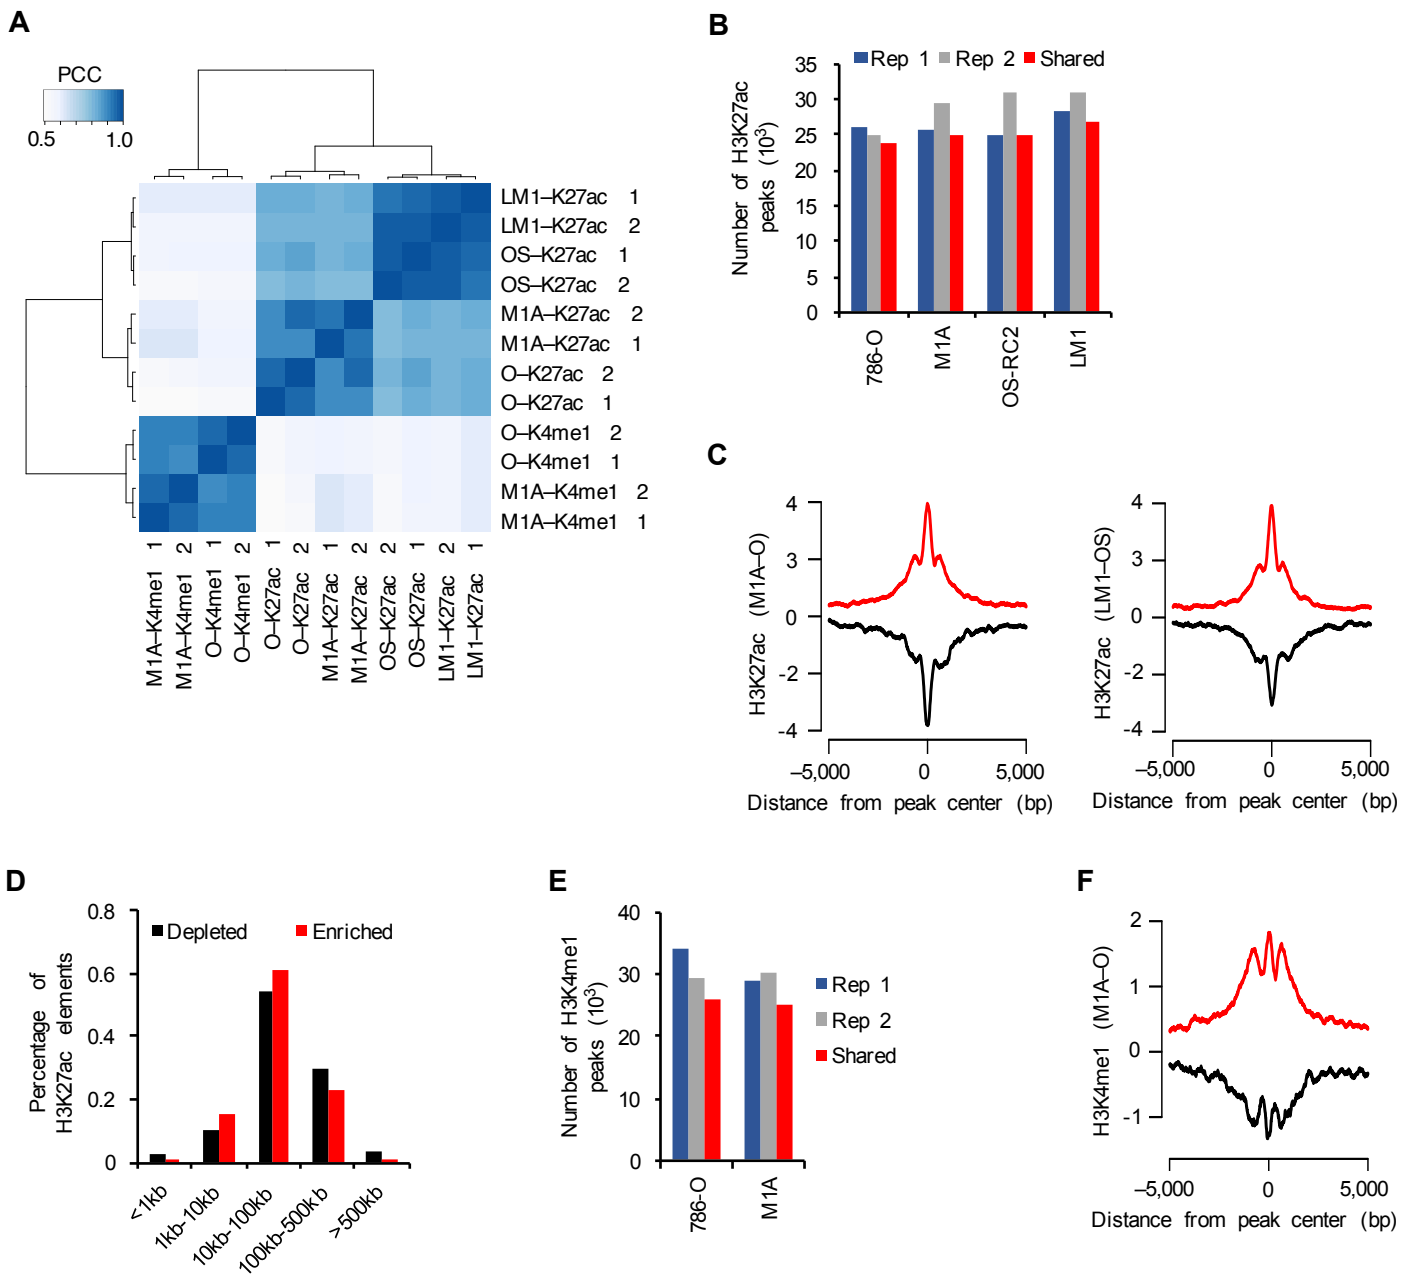 A
PCC
0.5 1.0
LM1–K27ac 1
LM1–K27ac 2
OS–K27ac 1
OS–K27ac 2
M1A–K27ac 2
M1A–K27ac 1
O–K27ac 2
O–K27ac 1
O–K4me1 2
O–K4me1 1
M1A–K4me1 2
M1A–K4me1 1
M1A–K4me1 1
M1A–K4me1 2
O–K4me1 1
O–K4me1 2
O–K27ac 1
O–K27ac 2
M1A–K27ac 1
M1A–K27ac 2
OS–K27ac 2
OS–K27ac 1
LM1–K27ac 2
LM1–K27ac 1
B
Rep 1 Rep 2 Shared
Number of H3K27ac
peaks (10³)
35
30
25
20
15
10
5
0
786-O
M1A
OS-RC2
LM1
C
H3K27ac (M1A–O)
4
3
0
-2
-4
–5,000 0 5,000
Distance from peak center (bp)
H3K27ac (LM1–OS)
4
3
0
-2
-4
–5,000 0 5,000
Distance from peak center (bp)
D
Percentage of
H3K27ac elements
0.8
0.6
0.4
0.2
0
Depleted Enriched
<1kb
1kb-10kb
10kb-100kb
100kb-500kb
>500kb
E
Number of H3K4me1
peaks (10³)
40
30
20
10
0
Rep 1
Rep 2
Shared
786-O
M1A
F
H3K4me1 (M1A–O)
2
1
0
-1
–5,000 0 5,000
Distance from peak center (bp)